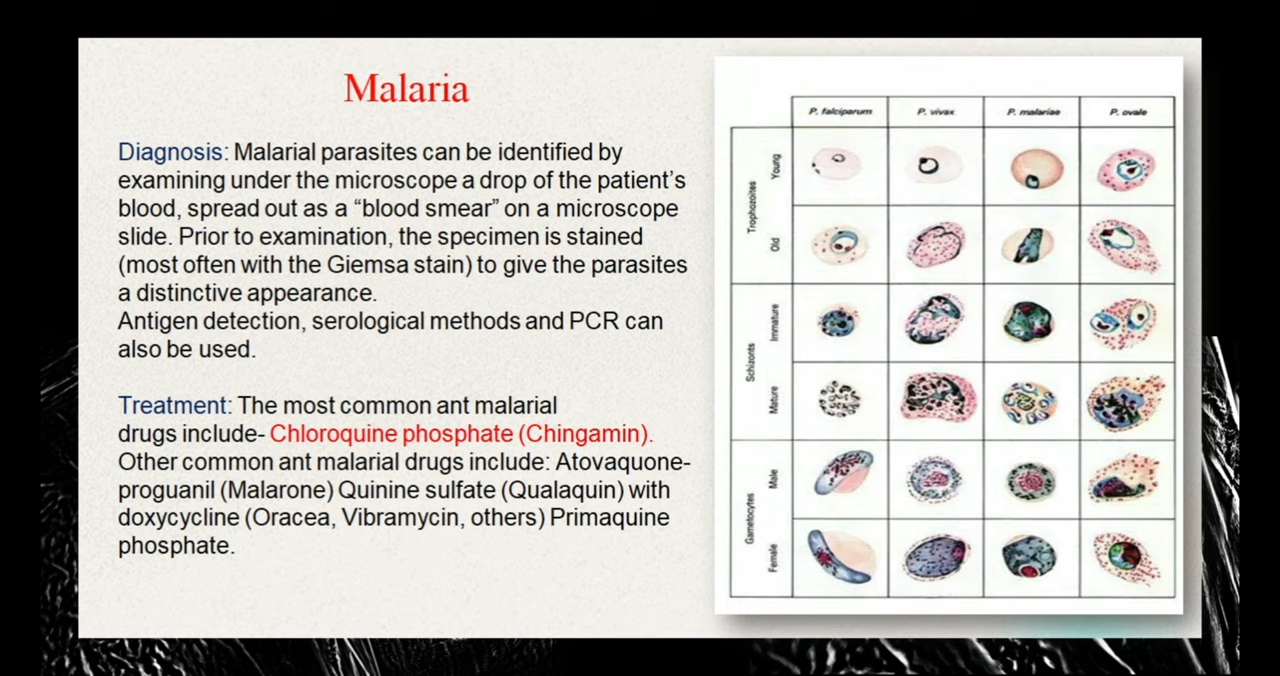 Malaria
Diagnosis: Malarial parasites can be identified by
examining under the microscope a drop of the patient’s
blood, spread out as a “blood smear” on a microscope
slide. Prior to examination, the specimen is stained
(most often with the Giemsa stain) to give the parasites
a distinctive appearance.
Antigen detection, serological methods and PCR can
also be used.
Treatment: The most common ant malarial
drugs include- Chloroquine phosphate (Chingamin).
Other common ant malarial drugs include: Atovaquone-
proguanil (Malarone) Quinine sulfate (Qualaquin) with
doxycycline (Oracea, Vibramycin, others) Primaquine
phosphate.
P. falciparum P. vivax P. malariae P. ovale
Trophozoites
Young
Old
Schizonts
Immature
Mature
Gametocytes
Male
Female